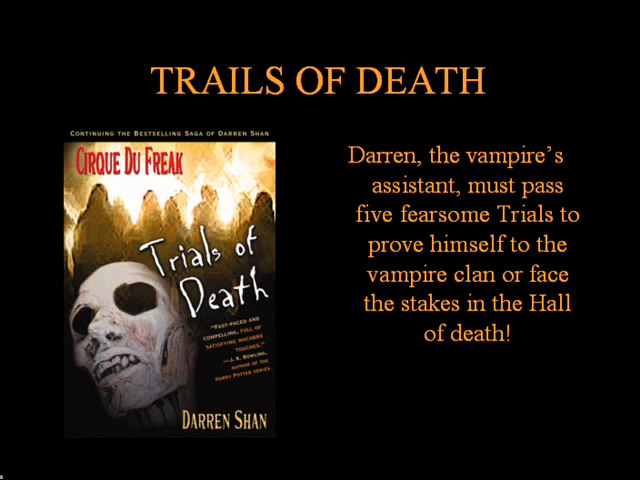 TRAILS OF DEATH
CONTINUING THE BESTSELLING SAGA OF DARREN SHAN
CIRQUE DU FREAK
Trials of
Death
"FAST-PACED AND
COMPELLING, FULL OF
SATISFYING MACABRE
TOUCHES."
—J. K. ROWLING,
AUTHOR OF THE
HARRY POTTER SERIES
DARREN SHAN
Darren, the vampire's
assistant, must pass
five fearsome Trials to
prove himself to the
vampire clan or face
the stakes in the Hall
of death!